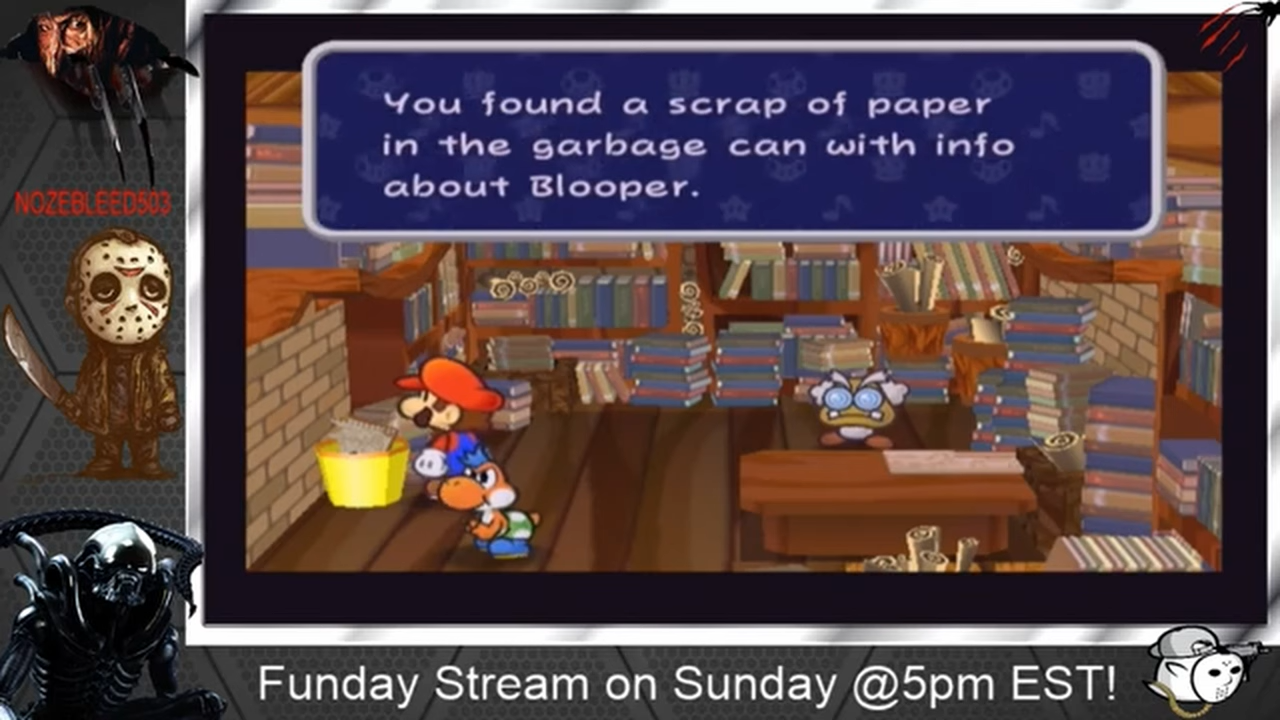 You found a scrap of paper
in the garbage can with info
about Blooper.
NOZEBLEED503
Funday Stream on Sunday @5pm EST!